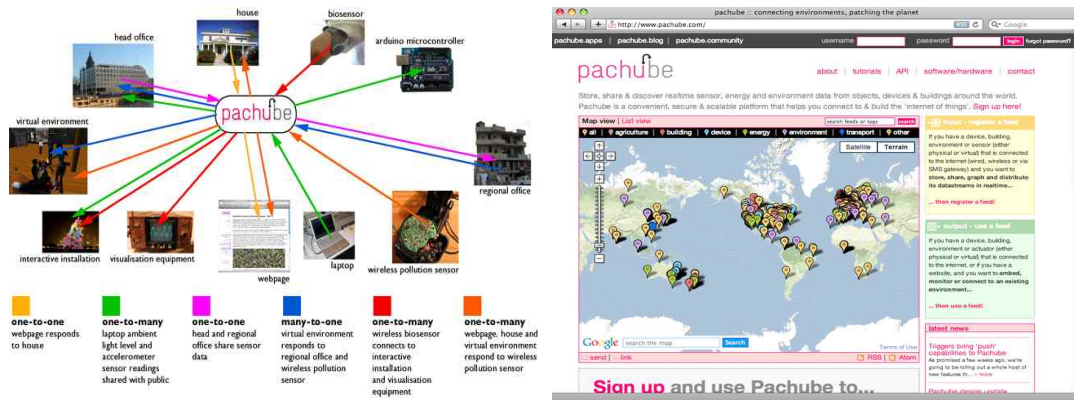 house
biosensor
head office
arduino microcontroller
pachube
virtual environment
regional office
interactive installation
visualisation equipment
webpage
laptop
wireless pollution sensor
one-to-one
webpage responds
to house
one-to-many
laptop ambient
light level and
accelerometer
sensor readings
shared with public
one-to-one
head and regional
office share sensor
data
many-to-one
virtual environment
responds to
regional office and
wireless pollution
sensor
one-to-many
wireless biosensor
connects to
interactive
installation
and visualisation
equipment
one-to-many
webpage, house and
virtual environment
respond to wireless
pollution sensor
pachube :: connecting environments, patching the planet
http://www.pachube.com/
RSS
Google
pachube.apps | pachube.blog | pachube.community
username
password
login
forgot password?
pachube
about | tutorials | API | software/hardware | contact
Store, share & discover realtime sensor, energy and environment data from objects, devices & buildings around the world.
Pachube is a convenient, secure & scalable platform that helps you connect to & build the 'internet of things'. Sign up here!
Map view | List view
search feeds or tags
search
all | agriculture | building | device | energy | environment | transport | other
Satellite
Terrain
Google
search the map
Search
Terms of Use
send
link
RSS | Atom
input - register a feed
If you have a device, building,
environment or sensor (either
physical or virtual) that is connected
to the internet (wired, wireless or via
SMS gateway) and you want to
store, share, graph and distribute
its datastreams in realtime...
... then register a feed!
output - use a feed
If you have a device, building,
environment or actuator (either
physical or virtual) that is connected
to the internet, or if you have a
website, and you want to embed,
monitor or connect to an existing
environment...
... then use a feed!
latest news
Triggers bring 'push'
capabilities to Pachube
As promised a few weeks ago, we're
going to be rolling out a whole host of
new features th... » more
Pachube design update
Sign up and use Pachube to...